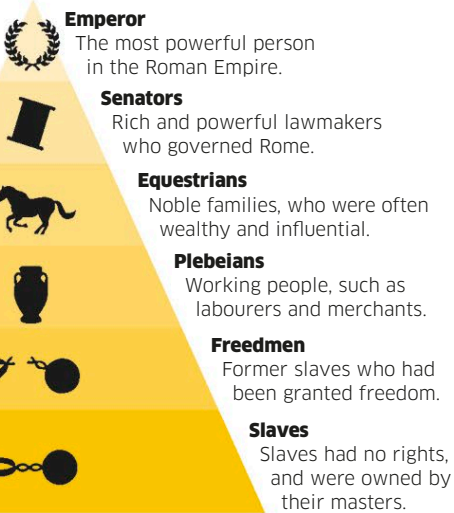 Emperor
The most powerful person
in the Roman Empire.
Senators
Rich and powerful lawmakers
who governed Rome.
Equestrians
Noble families, who were often
wealthy and influential.
Plebeians
Working people, such as
labourers and merchants.
Freedmen
Former slaves who had
been granted freedom.
Slaves
Slaves had no rights,
and were owned by
their masters.